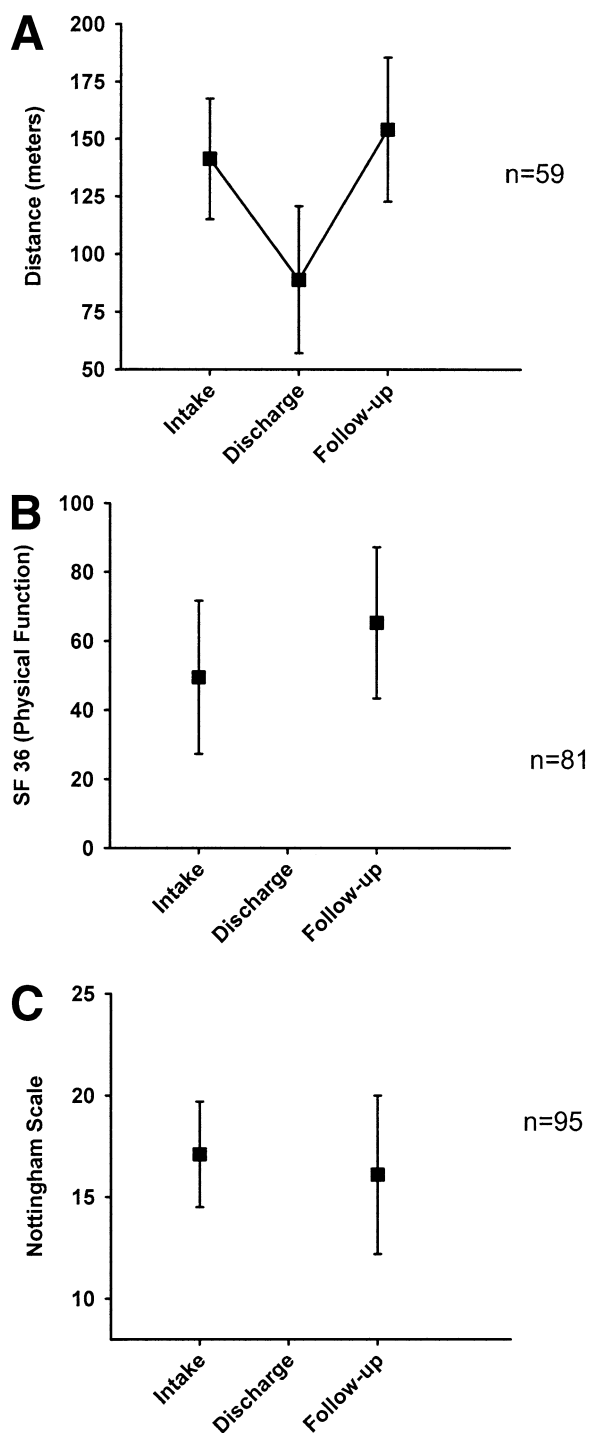 A
Distance (meters)
200
175
150
125
100
75
50
n=59
Intake
Discharge
Follow-up
B
SF 36 (Physical Function)
100
80
60
40
20
0
n=81
Intake
Discharge
Follow-up
C
Nottingham Scale
25
20
15
10
n=95
Intake
Discharge
Follow-up